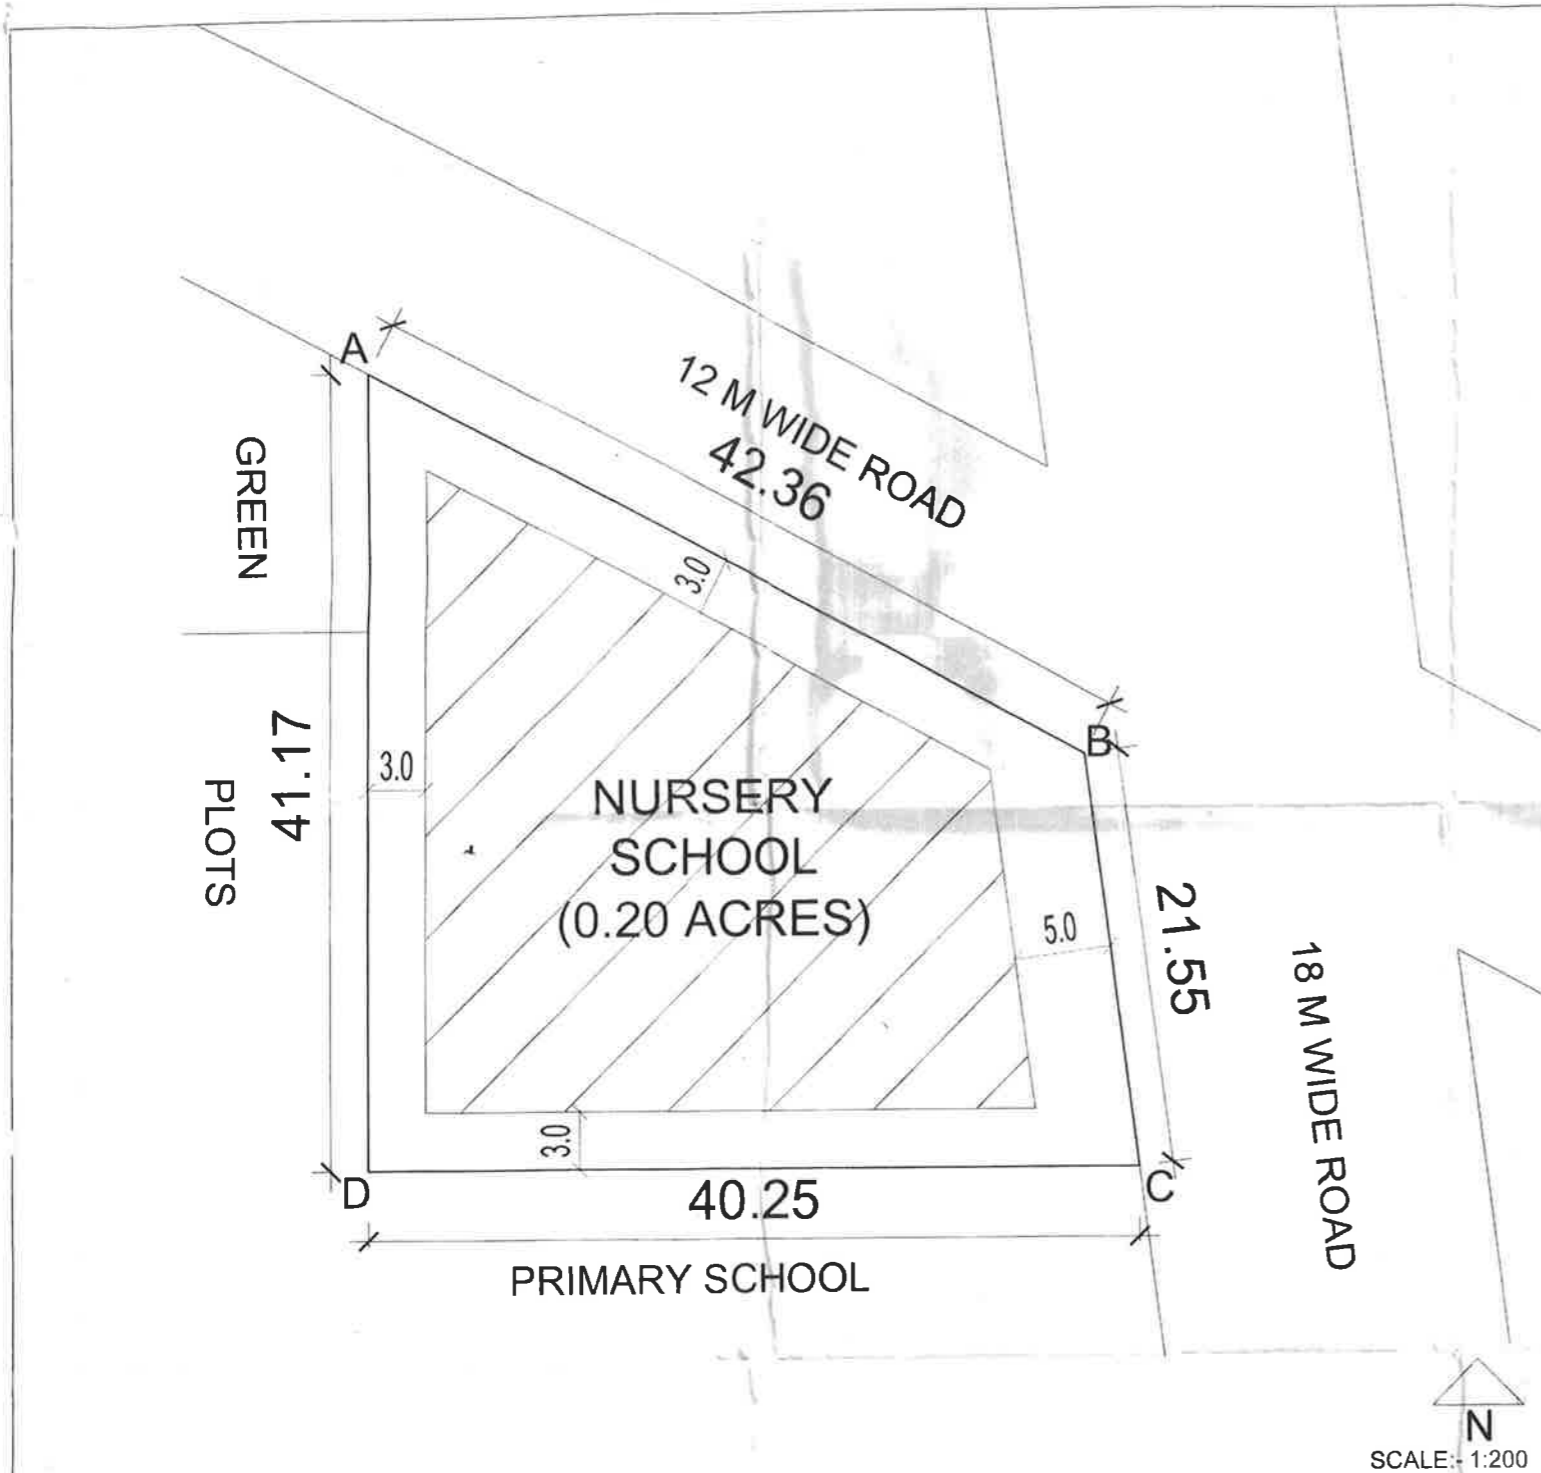 A
12 M WIDE ROAD
42.36
GREEN
3.0
B
41.17
3.0
PLOTS
NURSERY
SCHOOL
(0.20 ACRES)
5.0
21.55
18 M WIDE ROAD
3.0
D
40.25
C
PRIMARY SCHOOL
N
SCALE:- 1:200